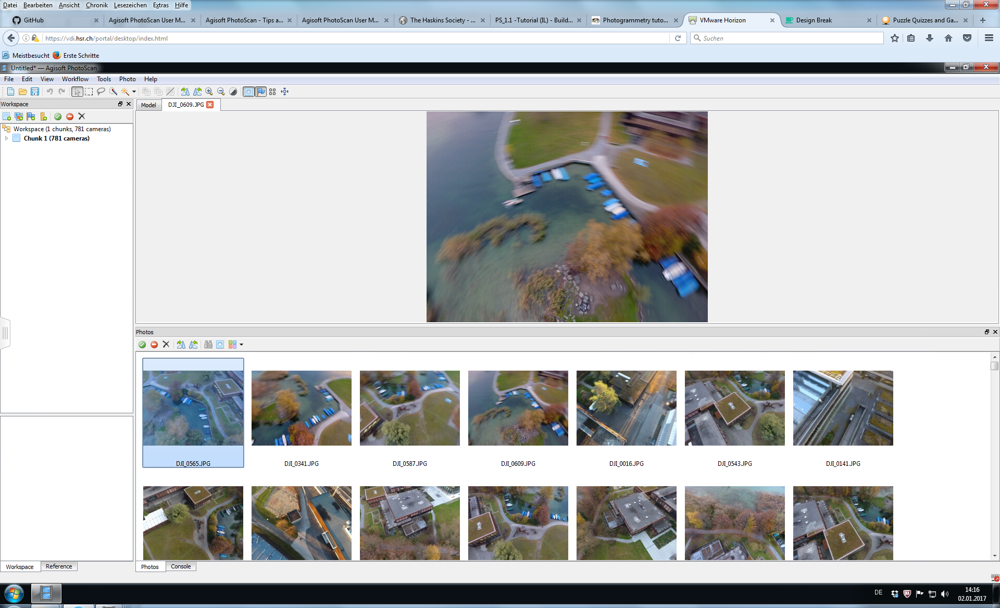 Datei Bearbeiten Ansicht Chronik Lesezeichen Extras Hilfe
GitHub
Agisoft PhotoScan User M...
Agisoft PhotoScan - Tips a...
Agisoft PhotoScan User M...
The Haskins Society - ...
PS_1.1 -Tutorial (IL) - Build...
Photogrammetry tuto...
VMware Horizon
Design Break
Puzzle Quizzes and Ga...
https://vdi.hsr.ch/portal/desktop/index.html
Suchen
Meistbesucht Erste Schritte
Untitled* — Agisoft PhotoScan
File Edit View Workflow Tools Photo Help
Workspace
Model DJI_0609.JPG
Workspace (1 chunks, 781 cameras)
Chunk 1 (781 cameras)
Photos
DJI_0565.JPG DJI_0341.JPG DJI_0587.JPG DJI_0609.JPG DJI_0016.JPG DJI_0543.JPG DJI_0141.JPG
Workspace Reference
Photos Console
DE
14:16
02.01.2017